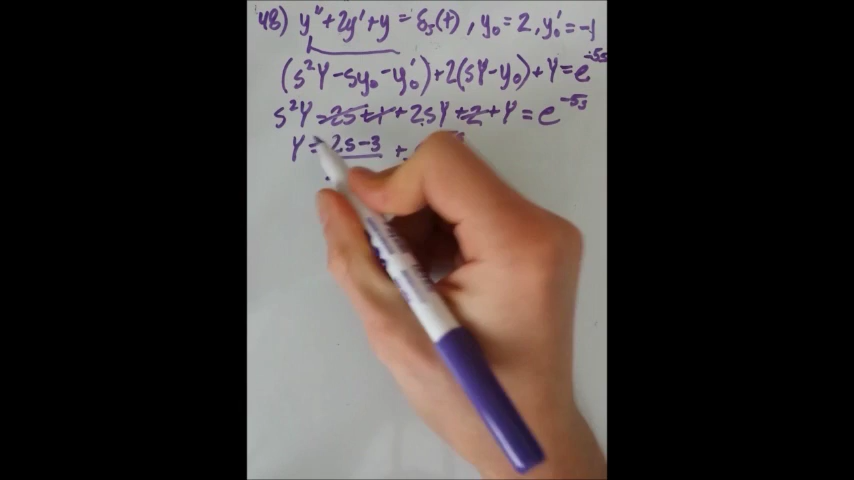 48) y" + 2y' + y = δ₅(t), y₀ = 2, y₀' = -1
(s²Y - sy₀ - y₀') + 2(sY - y₀) + Y = e⁻⁵ˢ
s²Y - 2s + 1 + 2sY + 2 + Y = e⁻⁵ˢ
Y = 2s - 3 +